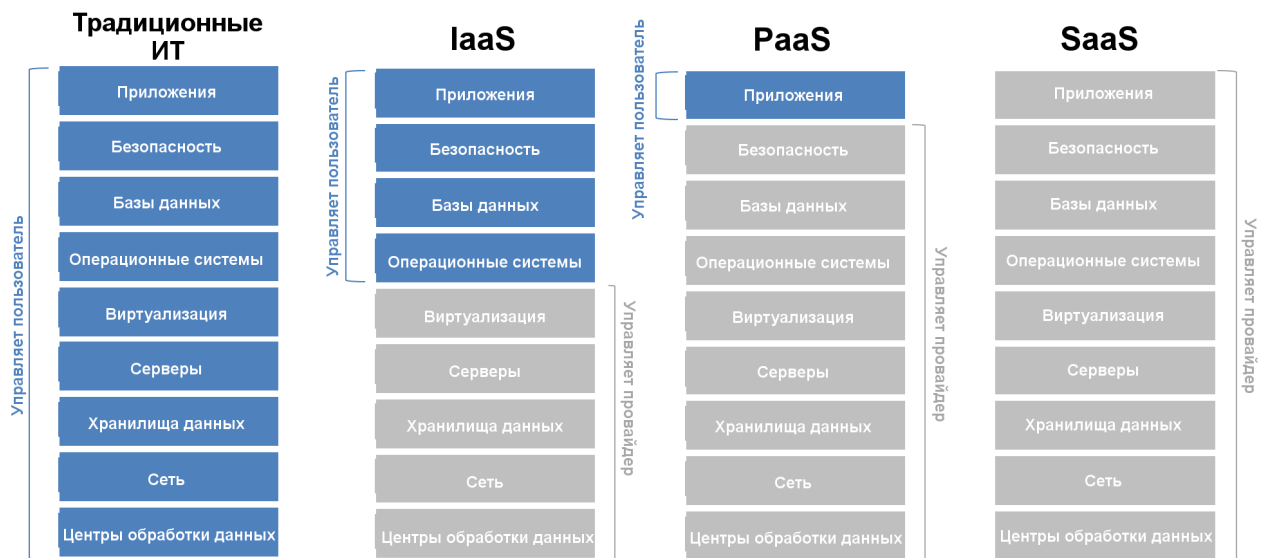 Традиционные
ИТ
Управляет пользователь
Приложения
Безопасность
Базы данных
Операционные системы
Виртуализация
Серверы
Хранилища данных
Сеть
Центры обработки данных
IaaS
Управляет пользователь
Приложения
Безопасность
Базы данных
Операционные системы
Виртуализация
Серверы
Хранилища данных
Сеть
Центры обработки данных
Управляет провайдер
PaaS
Управляет пользователь
Приложения
Безопасность
Базы данных
Операционные системы
Виртуализация
Серверы
Хранилища данных
Сеть
Центры обработки данных
Управляет провайдер
SaaS
Приложения
Безопасность
Базы данных
Операционные системы
Виртуализация
Серверы
Хранилища данных
Сеть
Центры обработки данных
Управляет провайдер